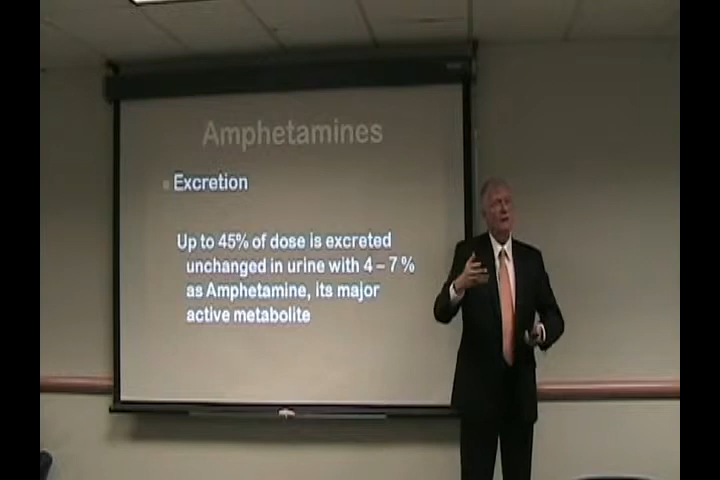 Amphetamines
Excretion
Up to 45% of dose is excreted
unchanged in urine with 4 – 7 %
as Amphetamine, its major
active metabolite